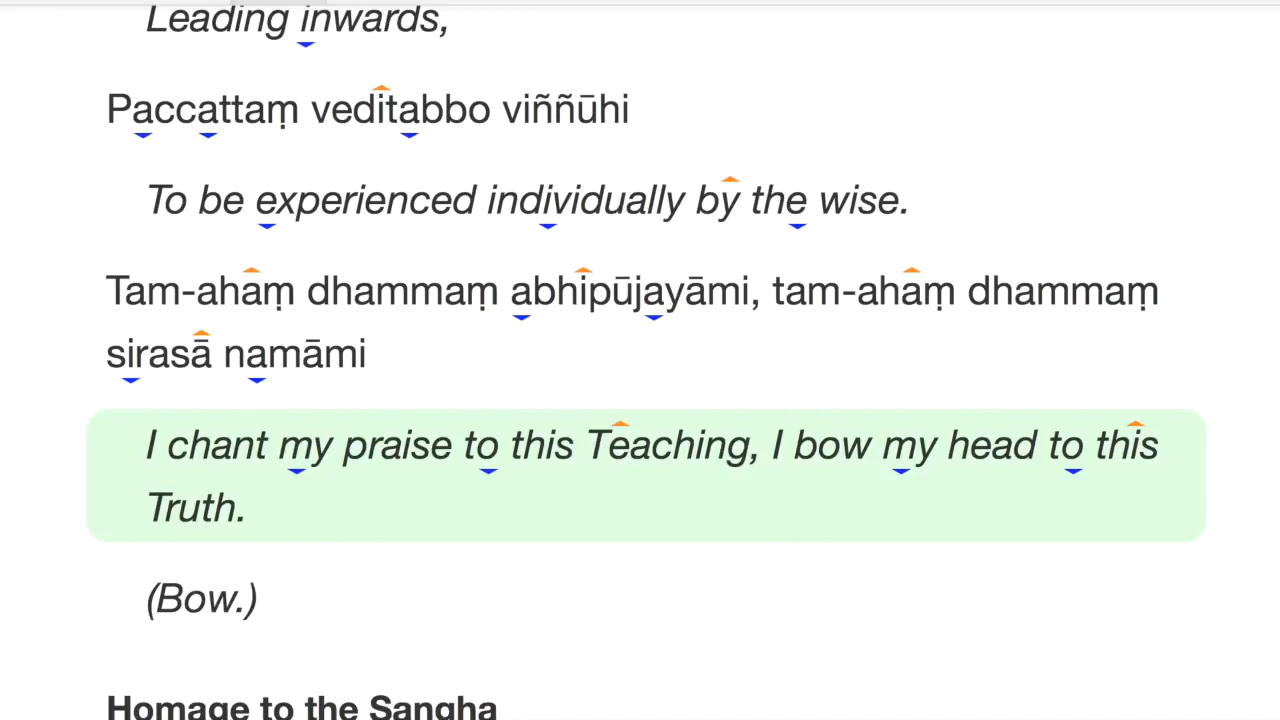 Leading inwards,
Paccattaṃ veditabbo viññūhi
To be experienced individually by the wise.
Tam-ahaṃ dhammaṃ abhipūjayāmi, tam-ahaṃ dhammaṃ
sirasā namāmi
I chant my praise to this Teaching, I bow my head to this
Truth.
(Bow.)
Homage to the Sangha